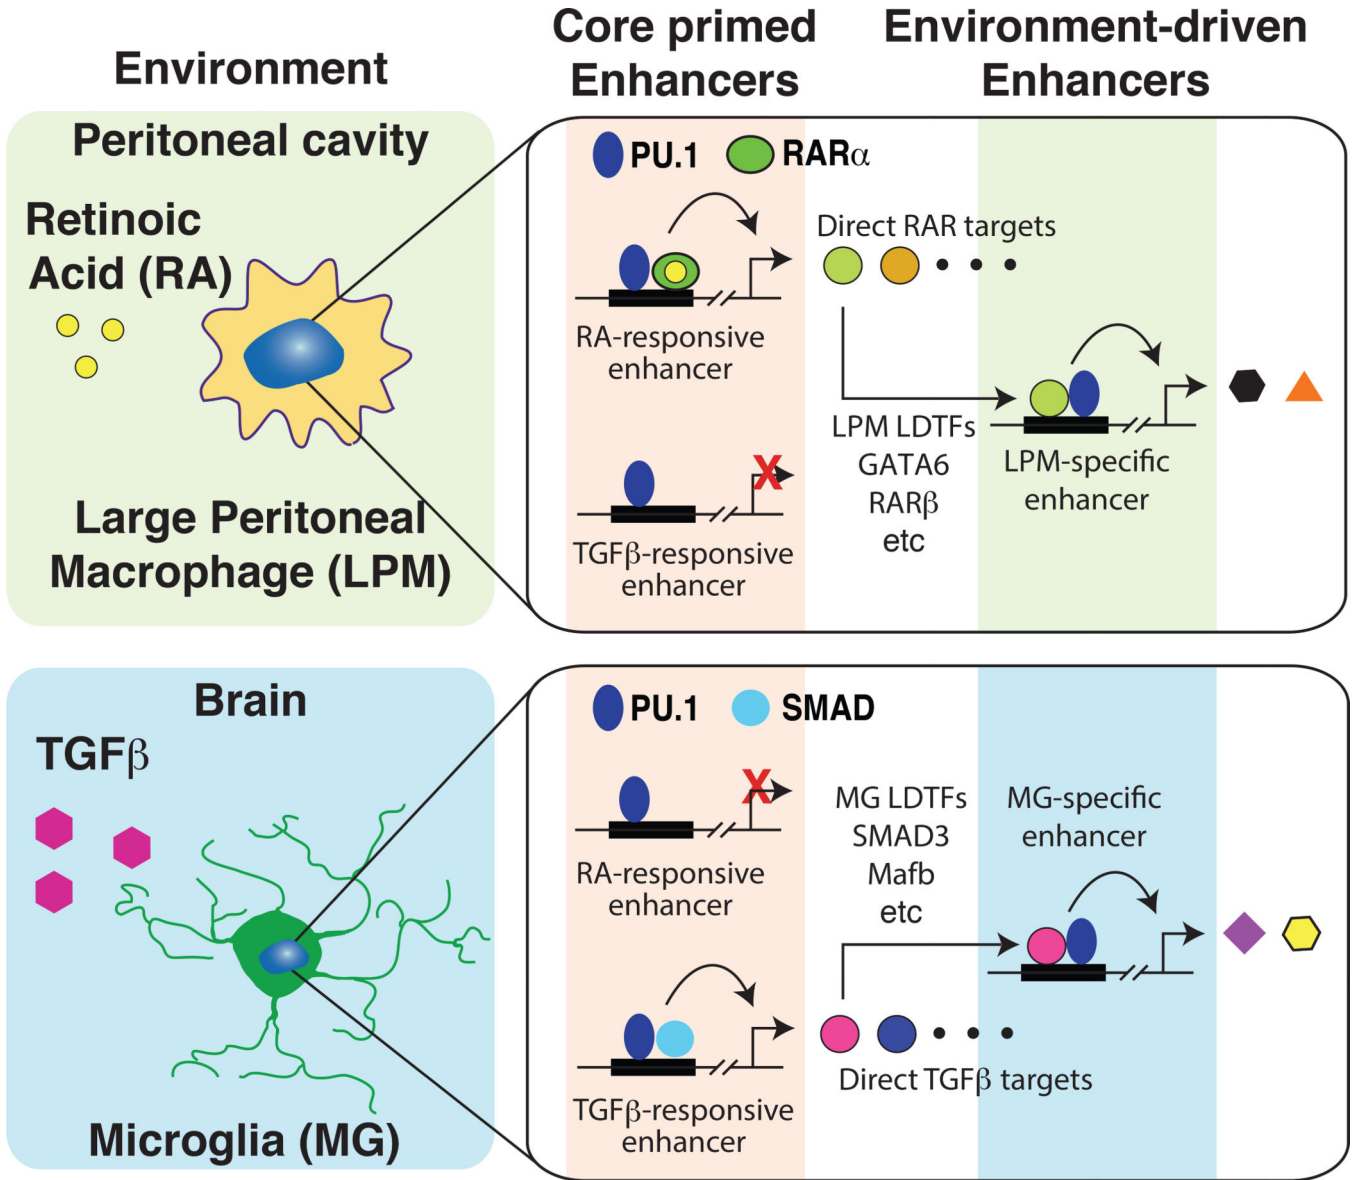 Environment
Core primed
Enhancers
Environment-driven
Enhancers
Peritoneal cavity
Retinoic
Acid (RA)
Large Peritoneal
Macrophage (LPM)
PU.1
RARα
RA-responsive
enhancer
Direct RAR targets
LPM LDTFs
GATA6
RARβ
etc
LPM-specific
enhancer
X
TGFβ-responsive
enhancer
Brain
TGFβ
Microglia (MG)
PU.1
SMAD
X
RA-responsive
enhancer
MG LDTFs
SMAD3
Mafb
etc
MG-specific
enhancer
TGFβ-responsive
enhancer
Direct TGFβ targets